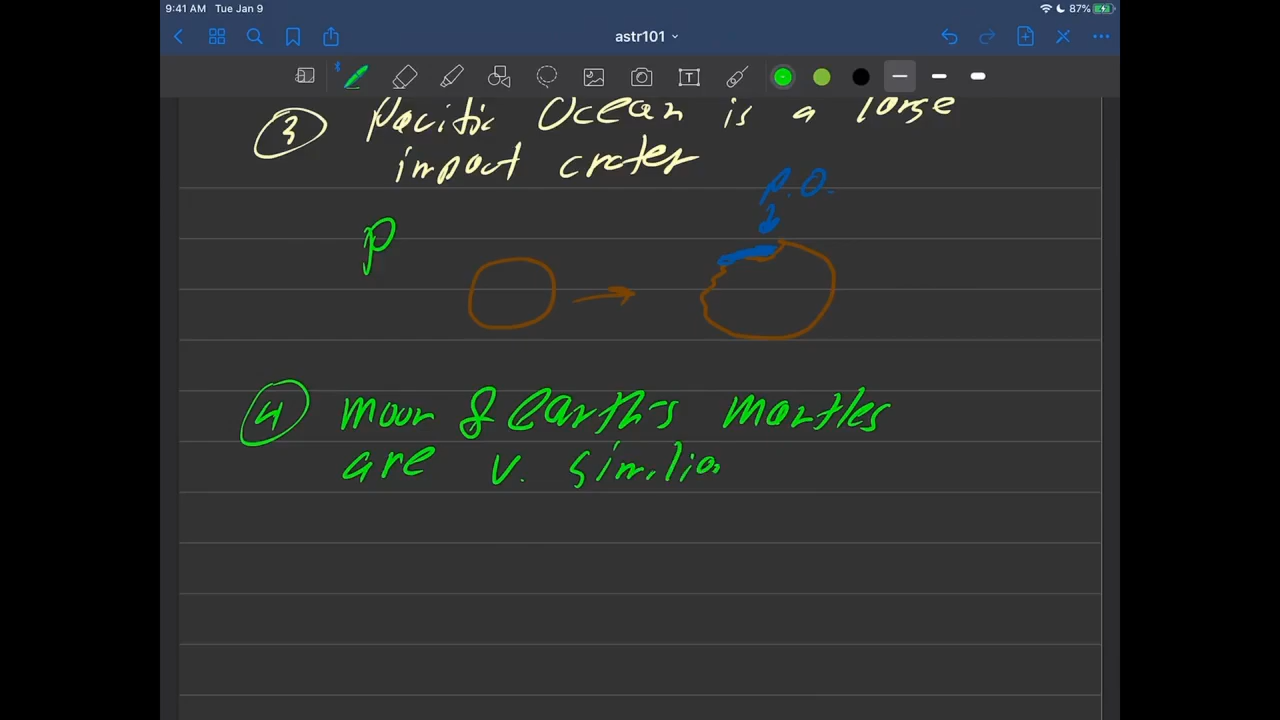 9:41 AM Tue Jan 9
87%
astr101
T
3 Pacific Ocean is a large
impact crater
P.O.
P
4 moon & Earth's mantles
are v. similiar